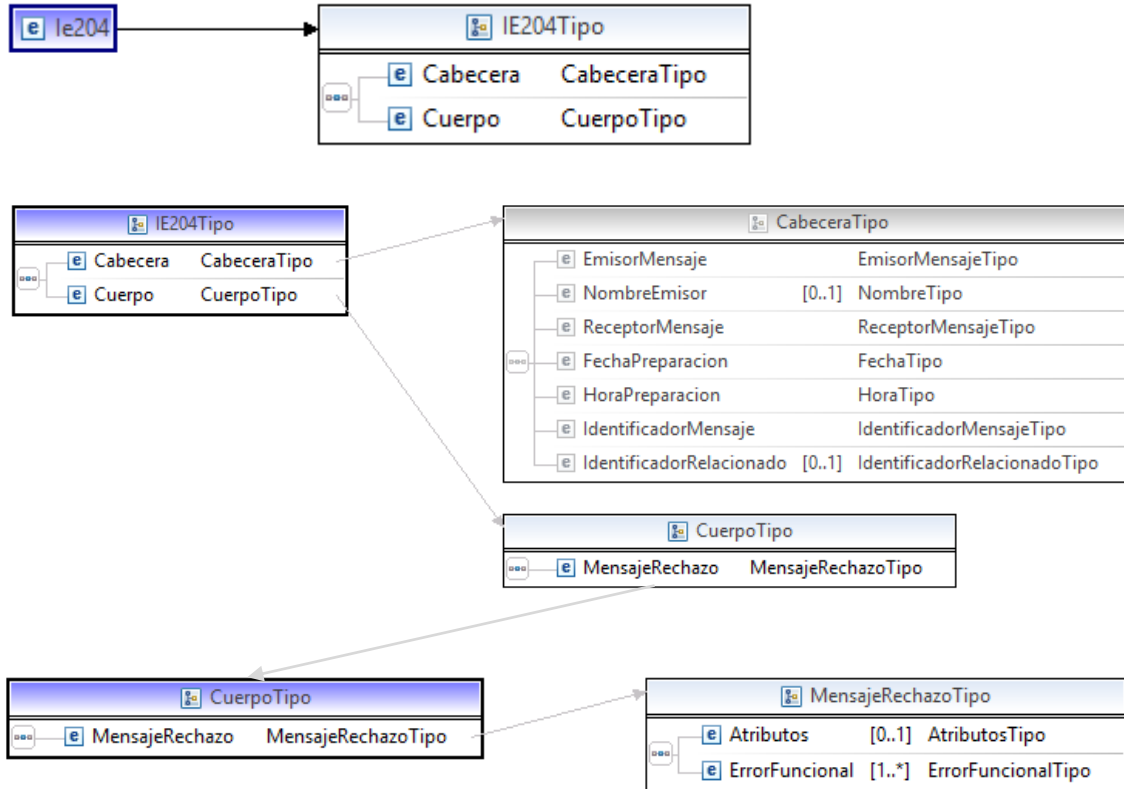 e Ie204
IE204Tipo
e Cabecera CabeceraTipo
e Cuerpo CuerpoTipo
IE204Tipo
e Cabecera CabeceraTipo
e Cuerpo CuerpoTipo
CabeceraTipo
e EmisorMensaje EmisorMensajeTipo
e NombreEmisor [0..1] NombreTipo
e ReceptorMensaje ReceptorMensajeTipo
e FechaPreparacion FechaTipo
e HoraPreparacion HoraTipo
e IdentificadorMensaje IdentificadorMensajeTipo
e IdentificadorRelacionado [0..1] IdentificadorRelacionadoTipo
CuerpoTipo
e MensajeRechazo MensajeRechazoTipo
CuerpoTipo
e MensajeRechazo MensajeRechazoTipo
MensajeRechazoTipo
e Atributos [0..1] AtributosTipo
e ErrorFuncional [1..*] ErrorFuncionalTipo